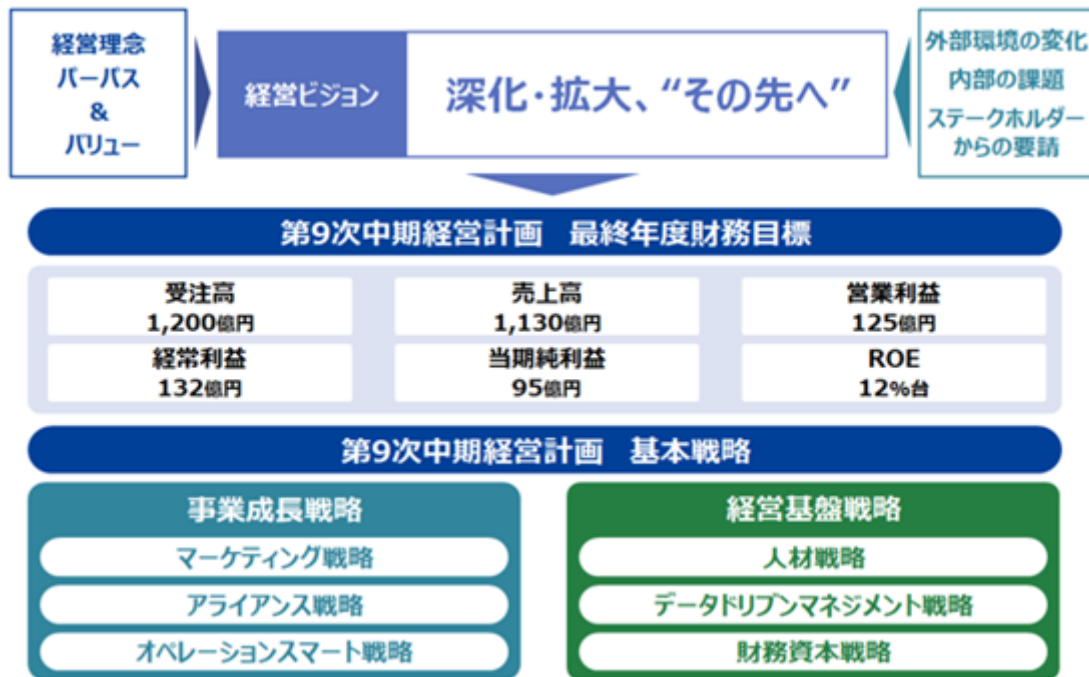 経営理念
パーパス
&
バリュー
経営ビジョン
深化・拡大、“その先へ”
外部環境の変化
内部の課題
ステークホルダー
からの要請
第9次中期経営計画 最終年度財務目標
受注高
1,200億円
売上高
1,130億円
営業利益
125億円
経常利益
132億円
当期純利益
95億円
ROE
12%台
第9次中期経営計画 基本戦略
事業成長戦略
マーケティング戦略
アライアンス戦略
オペレーションスマート戦略
経営基盤戦略
人材戦略
データドリブンマネジメント戦略
財務資本戦略